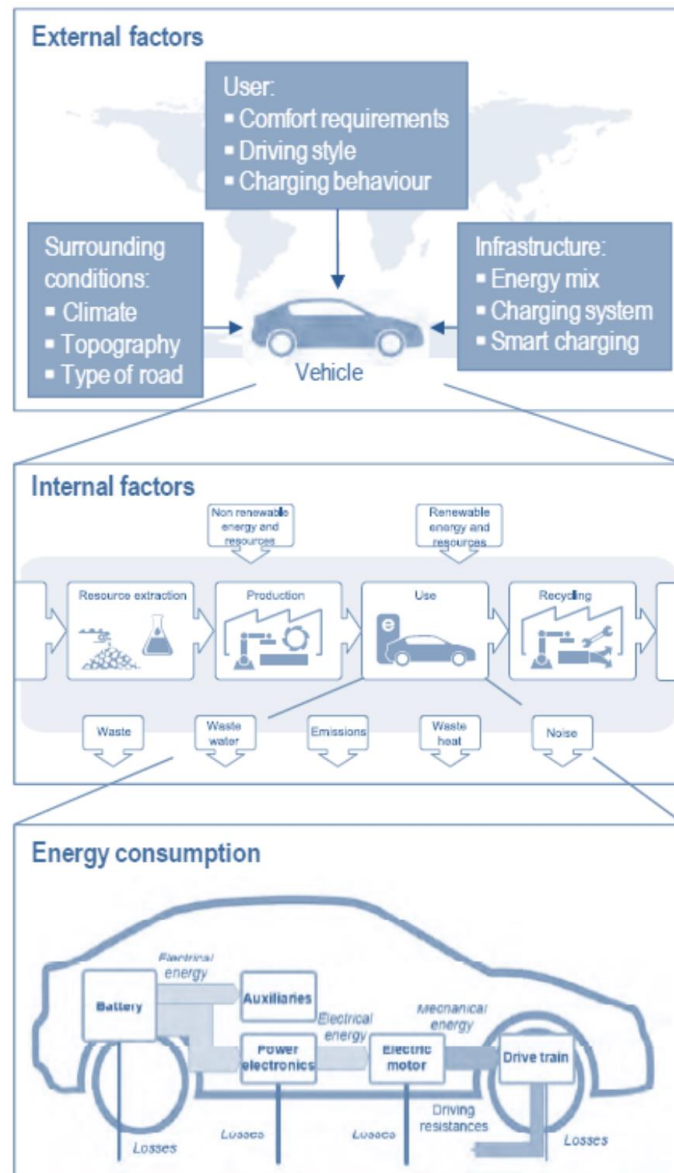 External factors
User:
▪ Comfort requirements
▪ Driving style
▪ Charging behaviour
Surrounding
conditions:
▪ Climate
▪ Topography
▪ Type of road
Infrastructure:
▪ Energy mix
▪ Charging system
▪ Smart charging
Vehicle
Internal factors
Non renewable
energy and
resources
Renewable
energy and
resources
Resource extraction
Production
Use
Recycling
Waste
Waste
water
Emissions
Waste
heat
Noise
Energy consumption
Electrical
energy
Battery
Auxiliaries
Electrical
energy
Mechanical
energy
Power
electronics
Electric
motor
Drive train
Driving
resistances
Losses
Losses
Losses
Losses